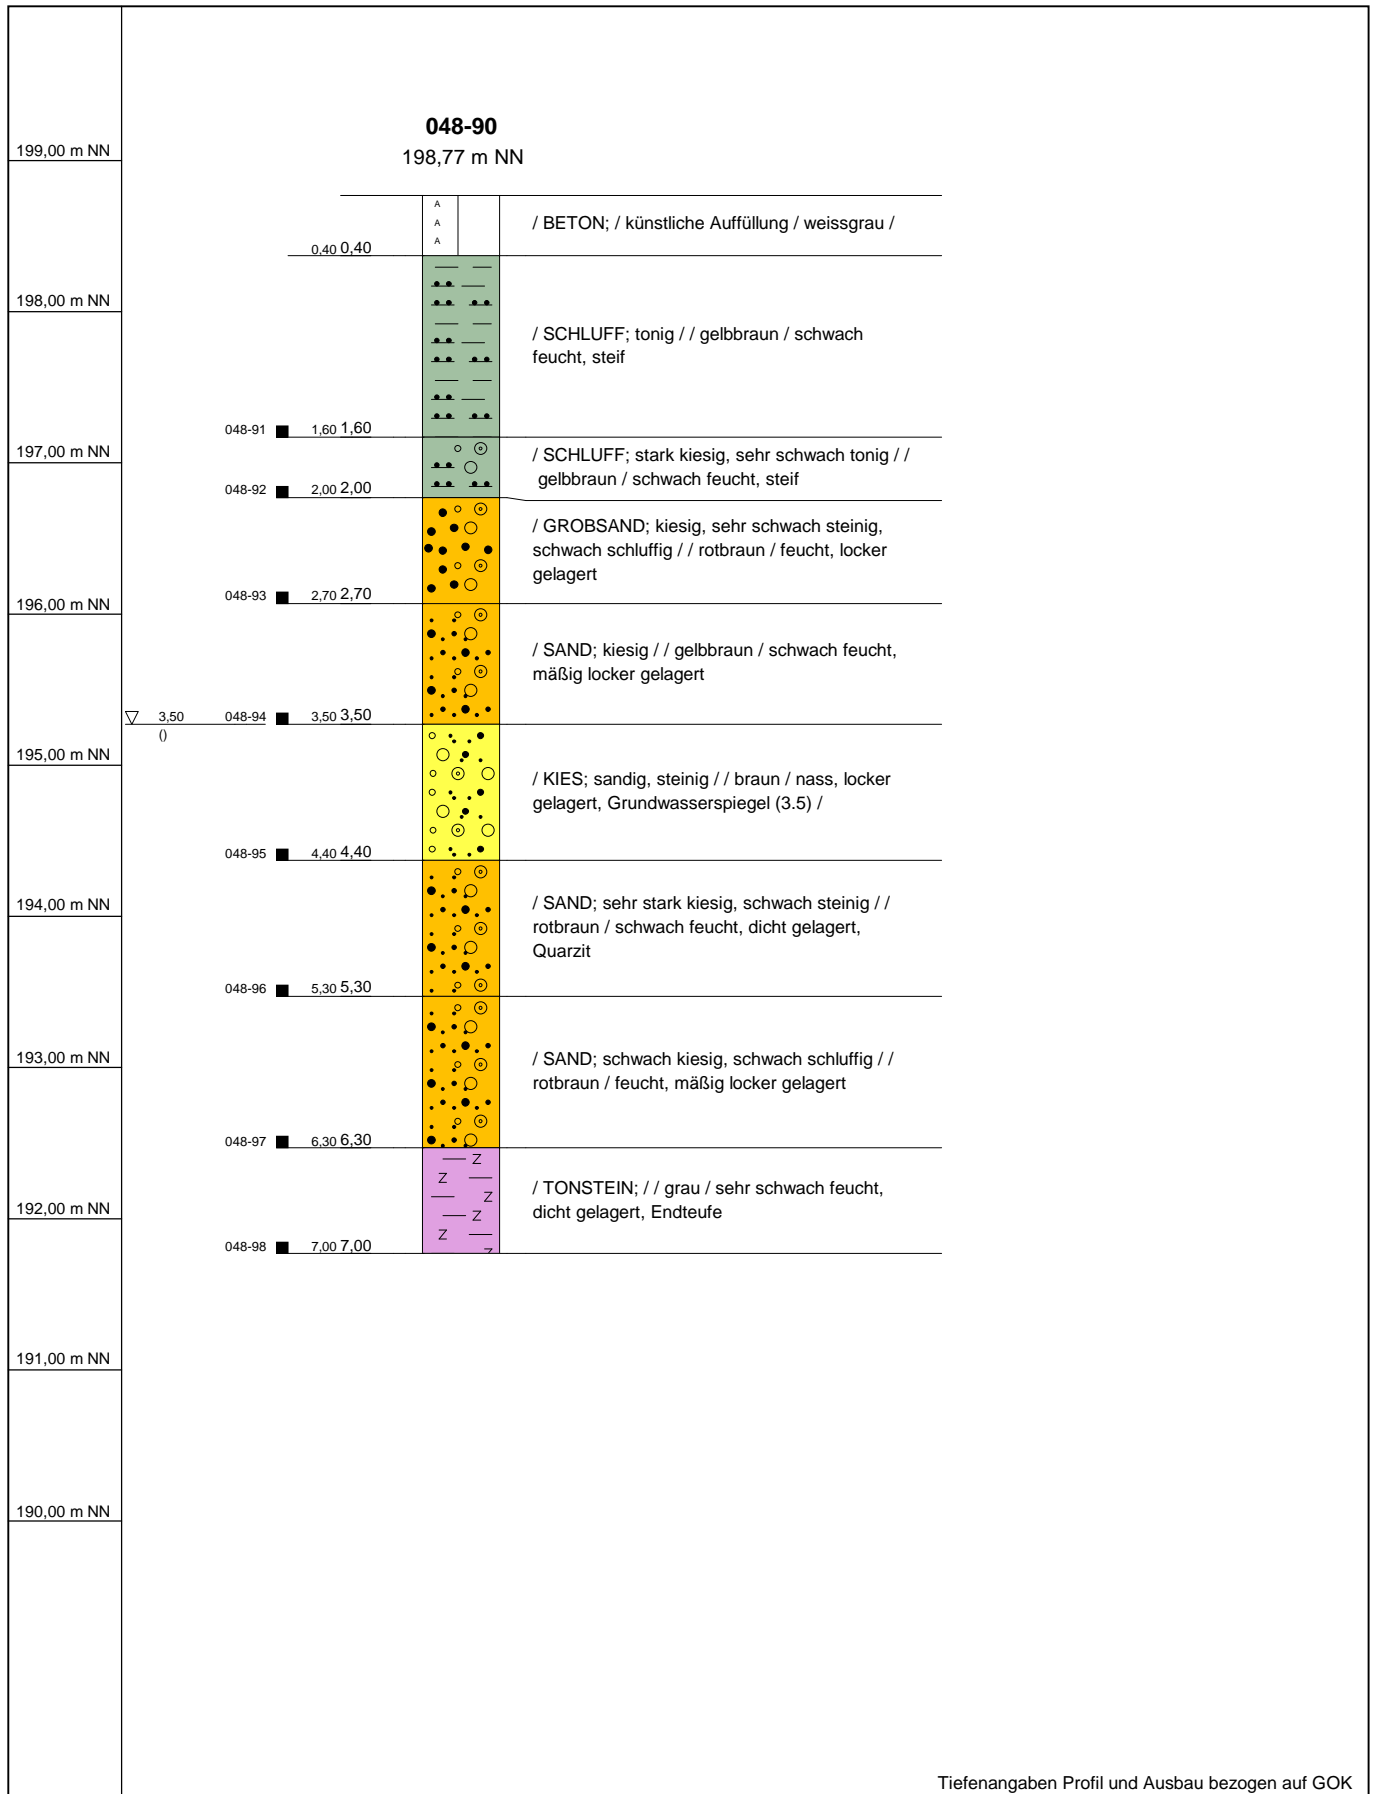 048-90
198,77 m NN
199,00 m NN
/ BETON; / künstliche Auffüllung / weissgrau /
A
A
A
0,40 0,40
198,00 m NN
/ SCHLUFF; tonig / / gelbbraun / schwach
feucht, steif
048-91 1,60 1,60
197,00 m NN
/ SCHLUFF; stark kiesig, sehr schwach tonig / /
gelbbraun / schwach feucht, steif
048-92 2,00 2,00
/ GROBSAND; kiesig, sehr schwach steinig,
schwach schluffig / / rotbraun / feucht, locker
gelagert
048-93 2,70 2,70
196,00 m NN
/ SAND; kiesig / / gelbbraun / schwach feucht,
mäßig locker gelagert
3,50 048-94 3,50 3,50
()
195,00 m NN
/ KIES; sandig, steinig / / braun / nass, locker
gelagert, Grundwasserspiegel (3.5) /
048-95 4,40 4,40
194,00 m NN
/ SAND; sehr stark kiesig, schwach steinig / /
rotbraun / schwach feucht, dicht gelagert,
Quarzit
048-96 5,30 5,30
193,00 m NN
/ SAND; schwach kiesig, schwach schluffig / /
rotbraun / feucht, mäßig locker gelagert
048-97 6,30 6,30
Z
Z
Z
Z
Z
Z
/ TONSTEIN; / / grau / sehr schwach feucht,
dicht gelagert, Endteufe
192,00 m NN
048-98 7,00 7,00
191,00 m NN
190,00 m NN
Tiefenangaben Profil und Ausbau bezogen auf GOK